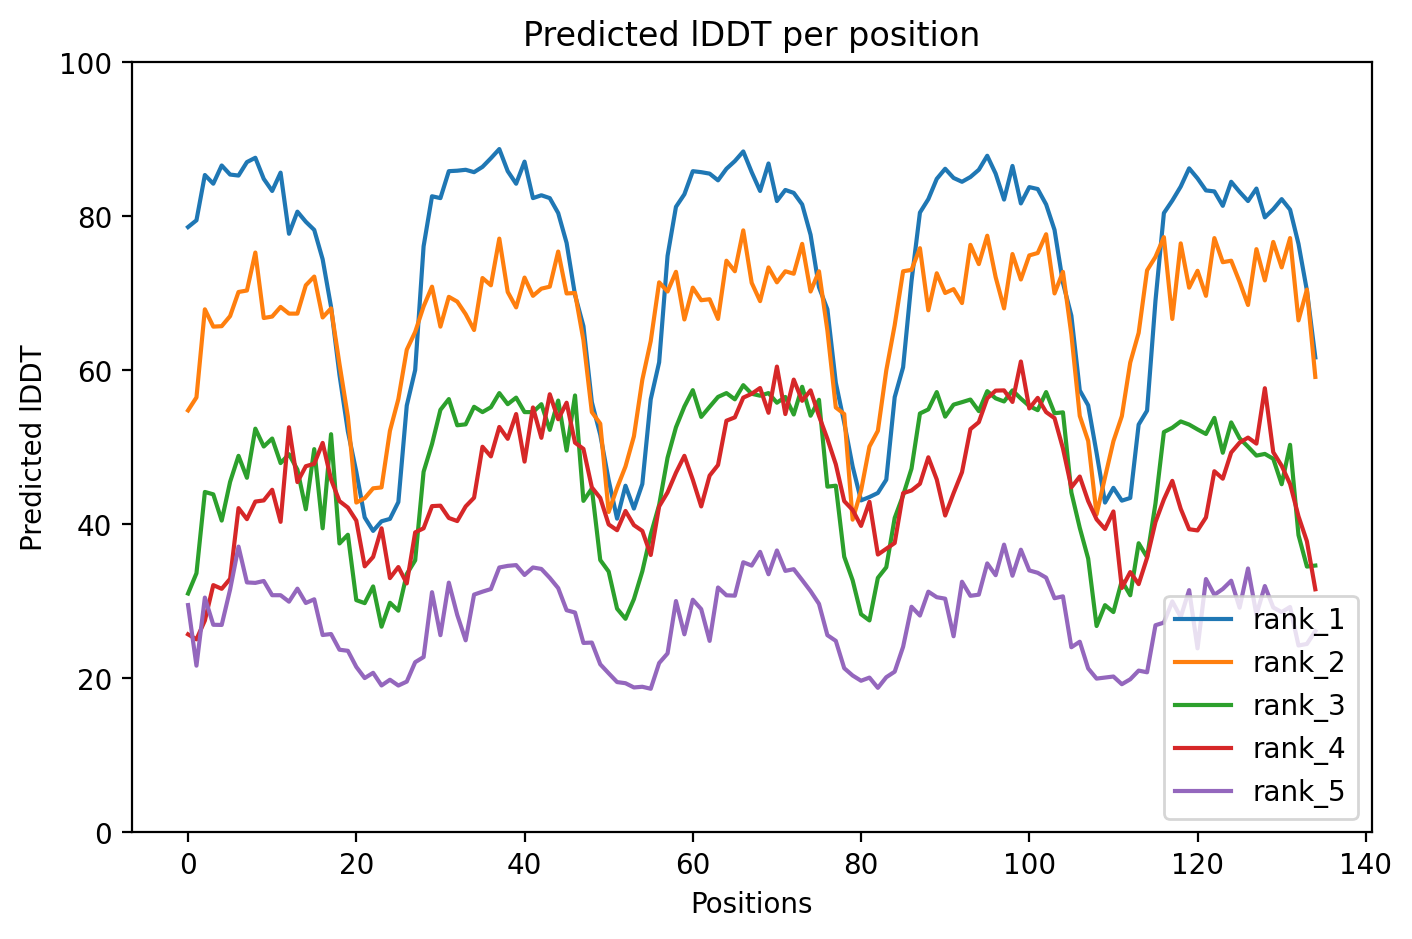 Predicted lDDT per position
100
80
60
40
20
0
Predicted lDDT
0 20 40 60 80 100 120 140
Positions
rank_1
rank_2
rank_3
rank_4
rank_5